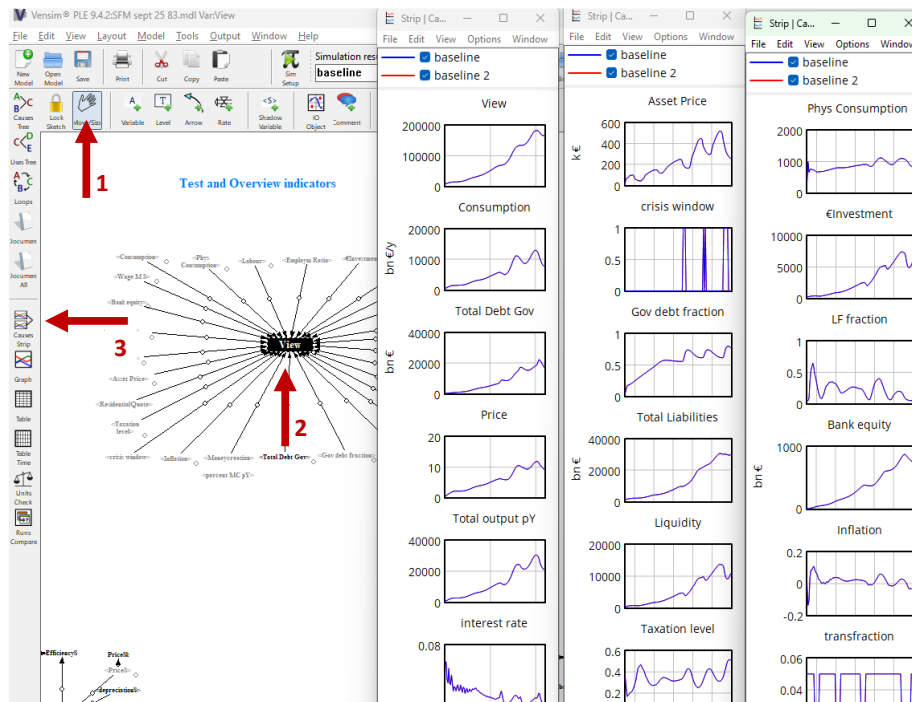 Vensim® PLE 9.4.2:SFM sept 25 83.mdl Var:View
File Edit View Layout Model Tools Output Window Help
New Model
Open Model
Save
Print
Cut
Copy
Paste
Sim Setup
Simulation resu
baseline
Causes Tree
Lock Sketch
Move/Size
Variable
Level
Arrow
Rate
Shadow Variable
IO Object
Comment
Uses Tree
Loops
Documen
Documen All
Causes Strip
Graph
Table
Table Time
Units Check
Runs Compare
1
2
3
Test and Overview indicators
<Consumption>
<Phys Consumption>
<Labour>
<Employm Ratio>
<€Investment
<Wage M.S>
<Bank equity>
View
<Asset Price>
<ResidentialQuote>
<Taxation level>
<crisis window>
<Inflation>
<Moneycreation
<percent MC pY>
<Total Debt Gov>
<Gov debt fraction>
EfficiencyS
PriceSt
<PriceS>
depreciationS>
Strip | Ca...
File Edit View Options Window
baseline
baseline 2
View
200000
100000
0
Consumption
20000
10000
0
bn €/y
Total Debt Gov
40000
20000
0
bn €
Price
20
10
0
Total output pY
40000
20000
0
interest rate
0.08
Strip | Ca...
File Edit View Options Window
baseline
baseline 2
Asset Price
600
400
200
0
k €
crisis window
1
0.5
0
Gov debt fraction
1
0.5
0
Total Liabilities
40000
20000
0
bn €
Liquidity
20000
10000
0
Taxation level
0.6
0.4
0.2
Strip | Ca...
File Edit View Options Window
baseline
baseline 2
Phys Consumption
2000
1000
0
€Investment
10000
5000
0
LF fraction
1
0.5
0
Bank equity
1000
0
bn €
Inflation
0.2
0
-0.2
transfraction
0.06
0.04